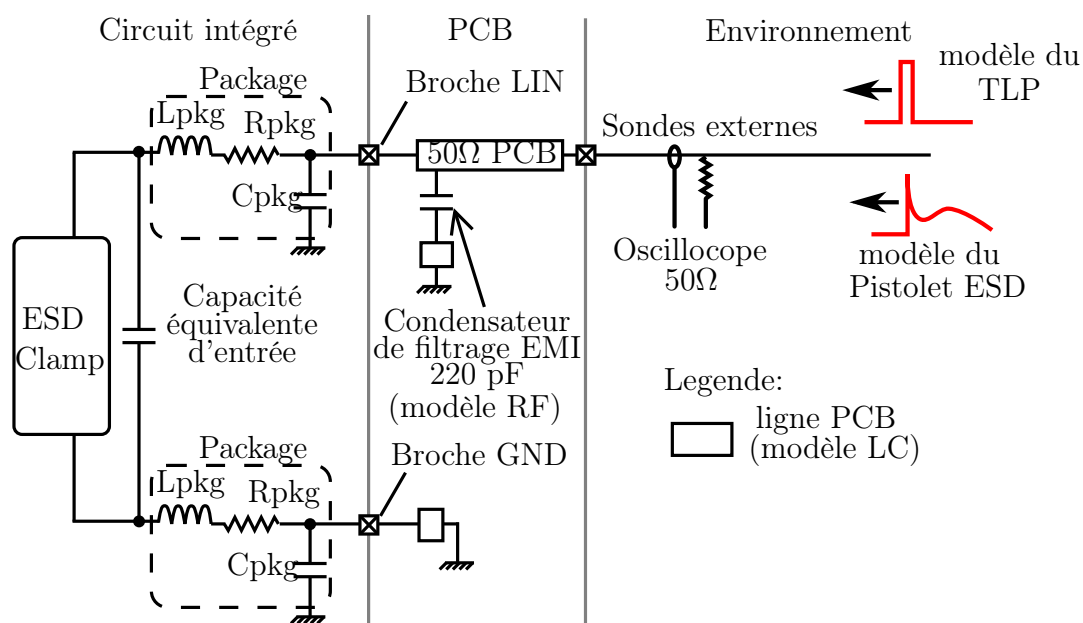 Circuit intégré
PCB
Environnement
modèle du
TLP
Package
Broche LIN
Lpkg
Rpkg
Sondes externes
50Ω PCB
Cpkg
Oscillocope
50Ω
modèle du
Pistolet ESD
ESD
Clamp
Capacité
équivalente
d'entrée
Condensateur
de filtrage EMI
220 pF
(modèle RF)
Legende:
ligne PCB
(modèle LC)
Package
Broche GND
Lpkg
Rpkg
Cpkg